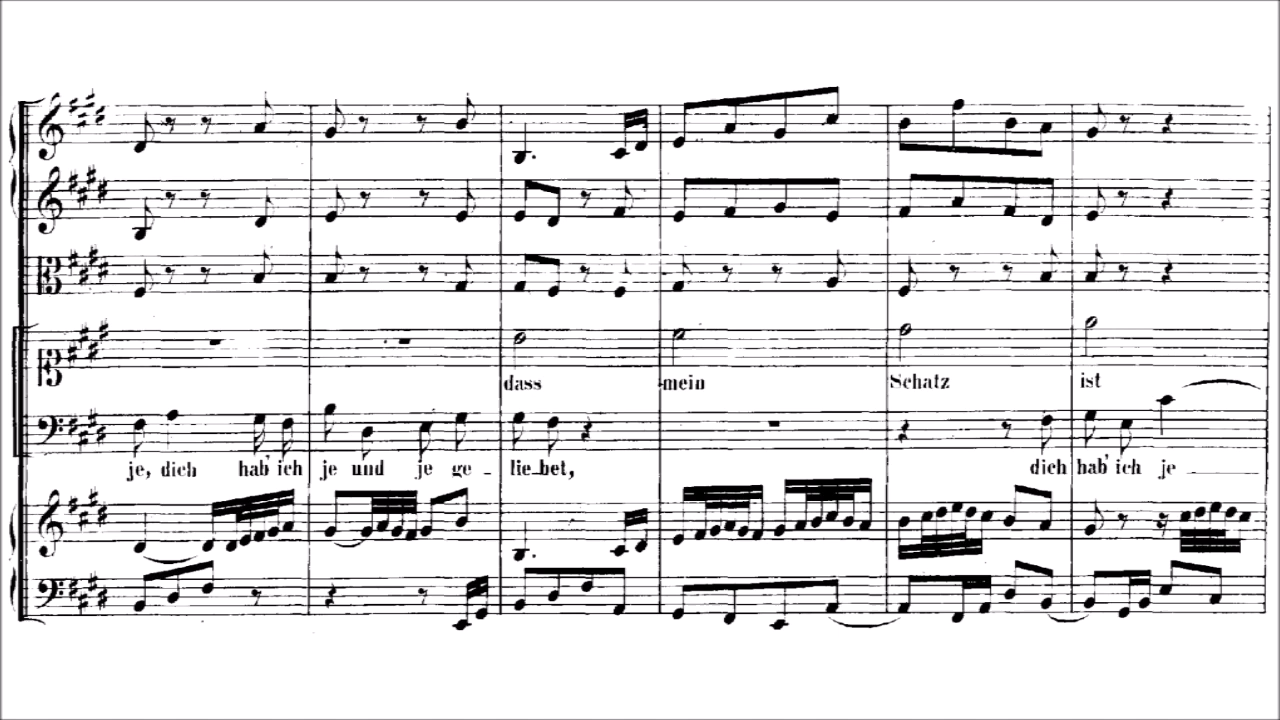 dass mein Schatz ist
je, dich hab' ich je und je ge - lie - bet, dich hab' ich je